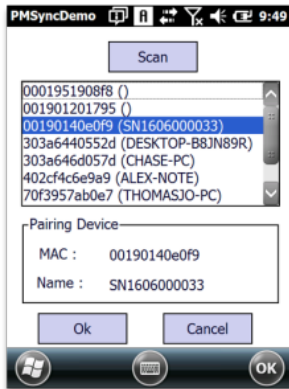 PMSyncDemo 9:49
Scan
0001951908f8 ()
001901201795 ()
00190140e0f9 (SN1606000033)
303a6440552d (DESKTOP-B8JN89R)
303a646d057d (CHASE-PC)
402cf4c6e9a9 (ALEX-NOTE)
70f3957ab0e7 (THOMASJO-PC)
Pairing Device
MAC : 00190140e0f9
Name : SN1606000033
Ok Cancel
OK